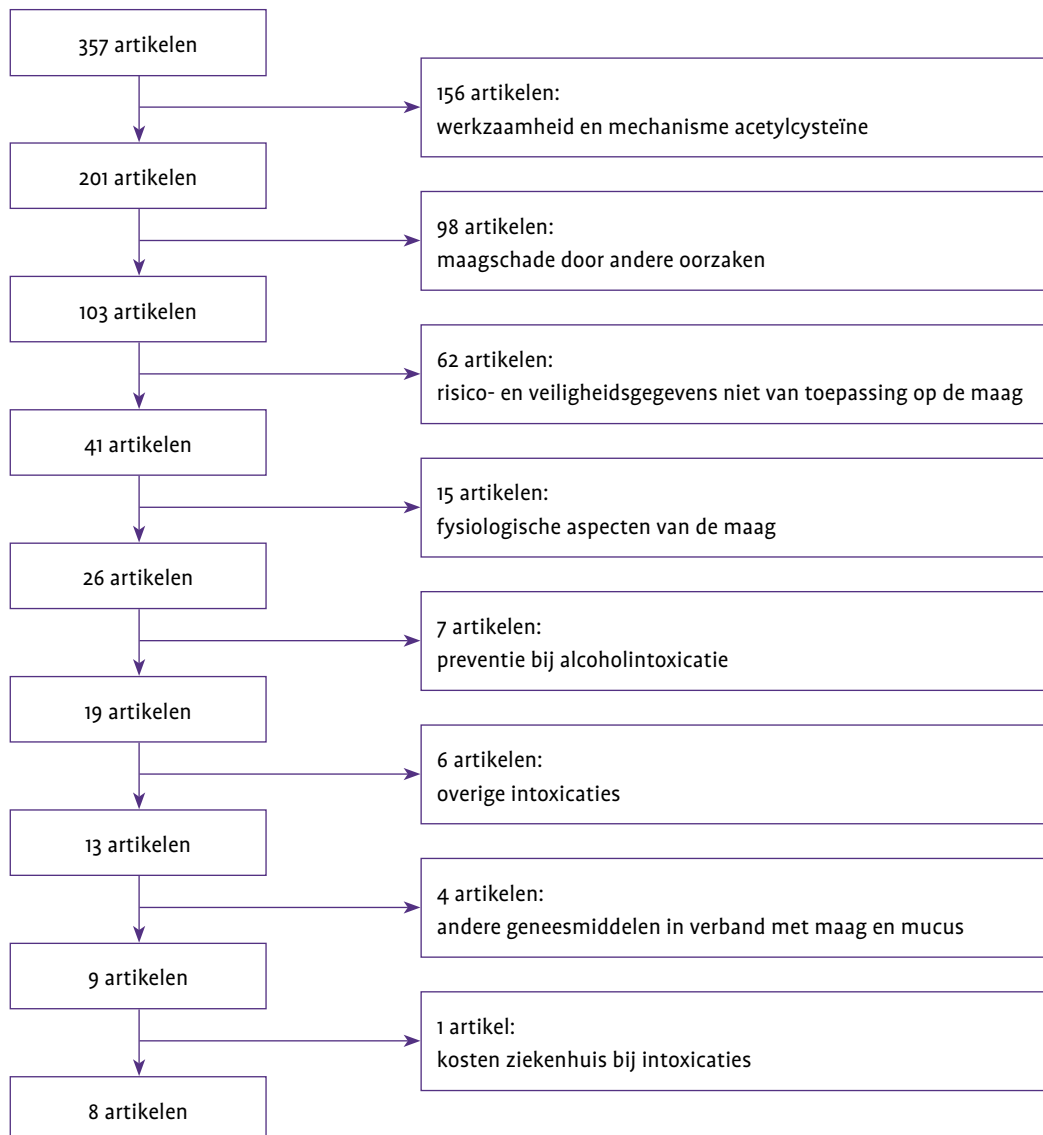 357 artikelen
156 artikelen:
werkzaamheid en mechanisme acetylcysteïne
201 artikelen
98 artikelen:
maagschade door andere oorzaken
103 artikelen
62 artikelen:
risico- en veiligheidsgegevens niet van toepassing op de maag
41 artikelen
15 artikelen:
fysiologische aspecten van de maag
26 artikelen
7 artikelen:
preventie bij alcoholintoxicatie
19 artikelen
6 artikelen:
overige intoxicaties
13 artikelen
4 artikelen:
andere geneesmiddelen in verband met maag en mucus
9 artikelen
1 artikel:
kosten ziekenhuis bij intoxicaties
8 artikelen